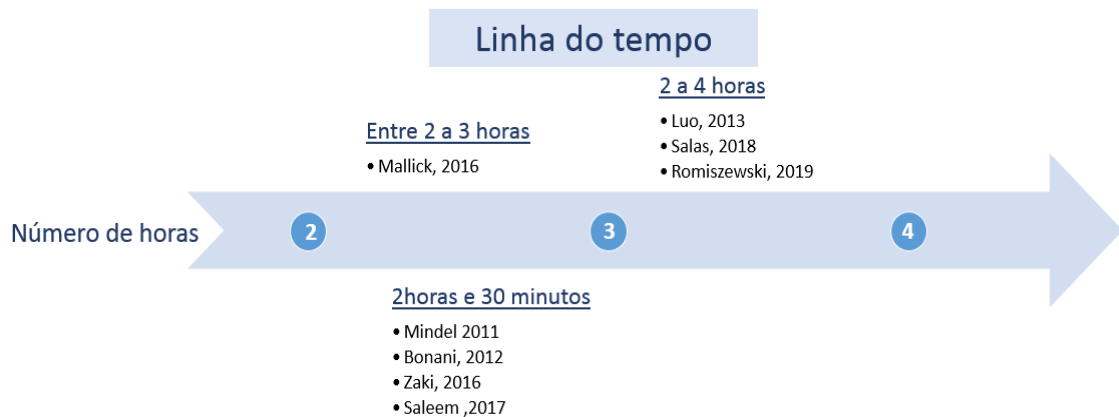 Linha do tempo
2 a 4 horas
• Luo, 2013
• Salas, 2018
• Romiszewski, 2019
Entre 2 a 3 horas
• Mallick, 2016
Número de horas
2
3
4
2horas e 30 minutos
• Mindel 2011
• Bonani, 2012
• Zaki, 2016
• Saleem ,2017